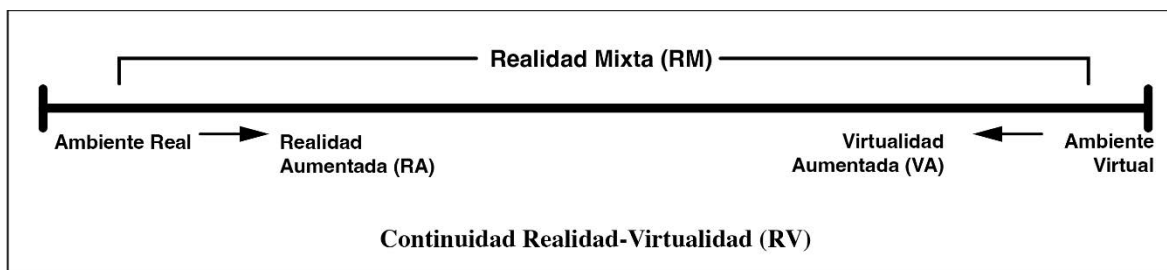 Realidad Mixta (RM)
Ambiente Real
Realidad
Aumentada (RA)
Virtualidad
Aumentada (VA)
Ambiente
Virtual
Continuidad Realidad-Virtualidad (RV)